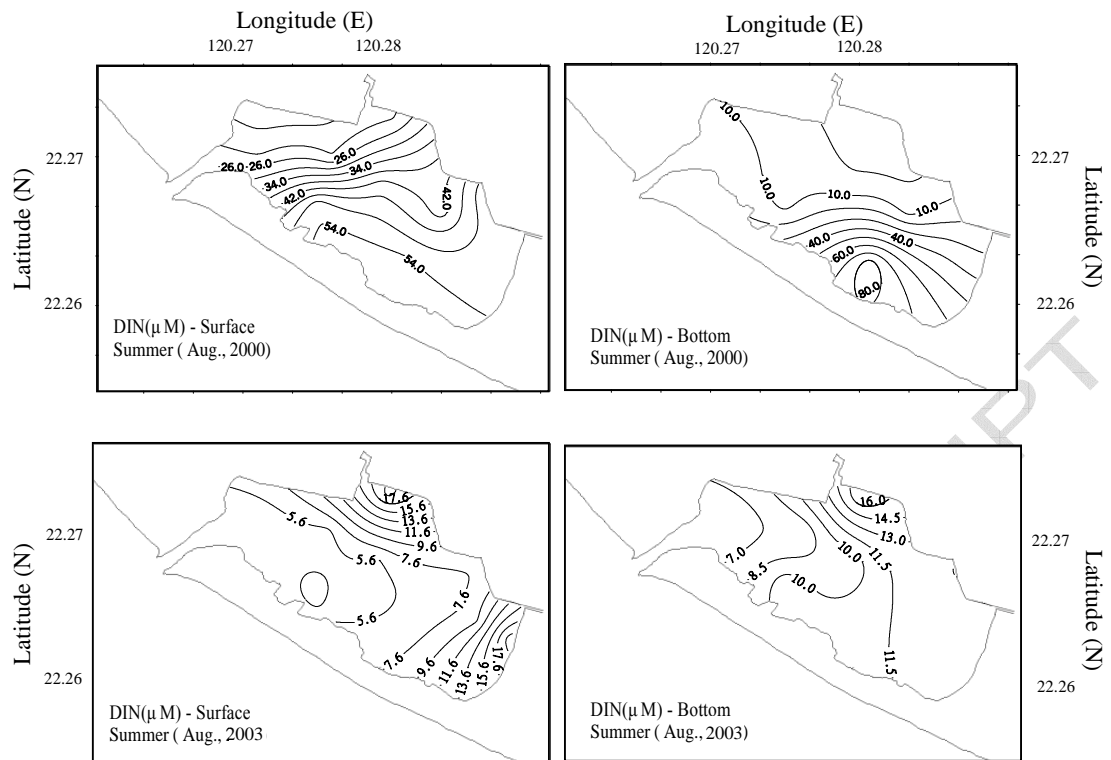 Longitude (E)
Longitude (E)
120.27 120.28
120.27 120.28
22.27
22.26
Latitude (N)
26.0 26.0 26.0
34.0 34.0
42.0 42.0
54.0
54.0
DIN(μM) - Surface
Summer ( Aug., 2000)
10.0
10.0 10.0 10.0
40.0 40.0
60.0
80.0
DIN(μM) - Bottom
Summer ( Aug., 2000)
22.27
22.26
Latitude (N)
PT
22.27
22.26
Latitude (N)
17.6
15.6
13.6
11.6
9.6
7.6
5.6
5.6
5.6
7.6
7.6 9.6 11.6 13.6 15.6 17.6
DIN(μM) - Surface
Summer ( Aug., 2003
16.0
14.5
13.0
11.5
10.0
7.0
8.5
10.0
11.5
DIN(μM) - Bottom
Summer ( Aug., 2003)
22.27
22.26
Latitude (N)